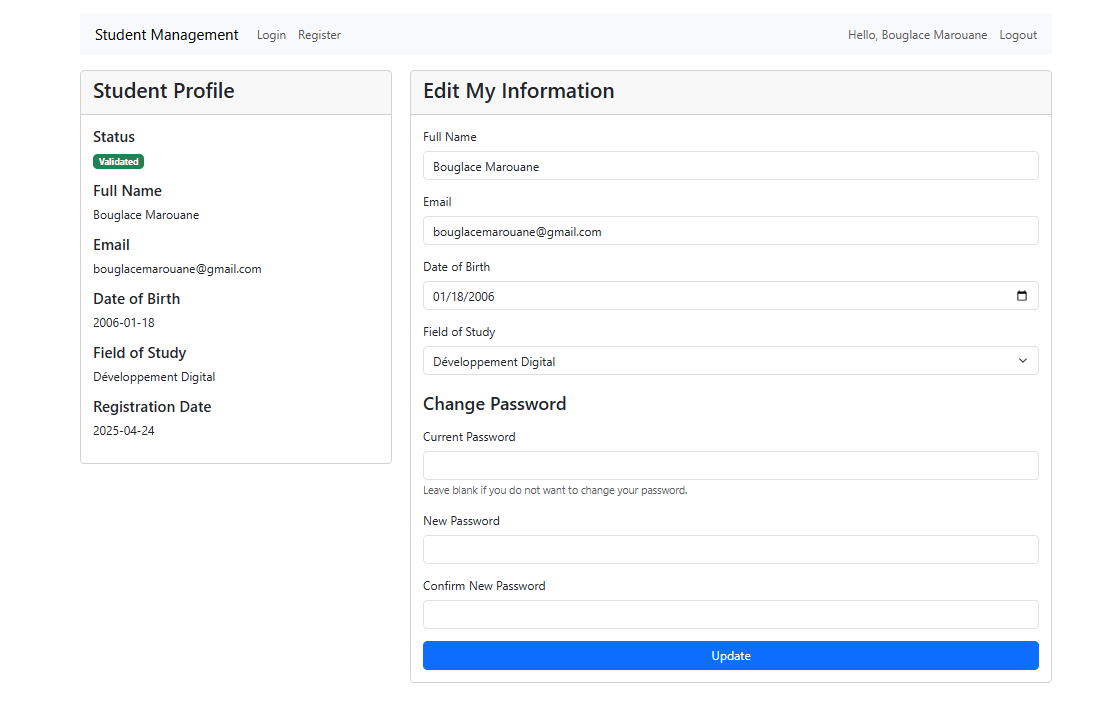 Student Management Login Register Hello, Bouglace Marouane Logout
Student Profile
Status
Validated
Full Name
Bouglace Marouane
Email
bouglacemarouane@gmail.com
Date of Birth
2006-01-18
Field of Study
Développement Digital
Registration Date
2025-04-24
Edit My Information
Full Name
Bouglace Marouane
Email
bouglacemarouane@gmail.com
Date of Birth
01/18/2006
Field of Study
Développement Digital
Change Password
Current Password
Leave blank if you do not want to change your password.
New Password
Confirm New Password
Update